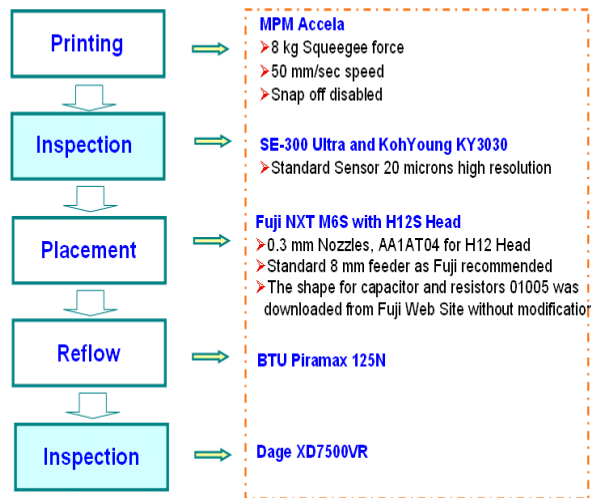 Printing
MPM Accela
8 kg Squeegee force
50 mm/sec speed
Snap off disabled
Inspection
SE-300 Ultra and KohYoung KY3030
Standard Sensor 20 microns high resolution
Placement
Fuji NXT M6S with H12S Head
0.3 mm Nozzles, AA1AT04 for H12 Head
Standard 8 mm feeder as Fuji recommended
The shape for capacitor and resistors 01005 was
downloaded from Fuji Web Site without modification
Reflow
BTU Piramax 125N
Inspection
Dage XD7500VR